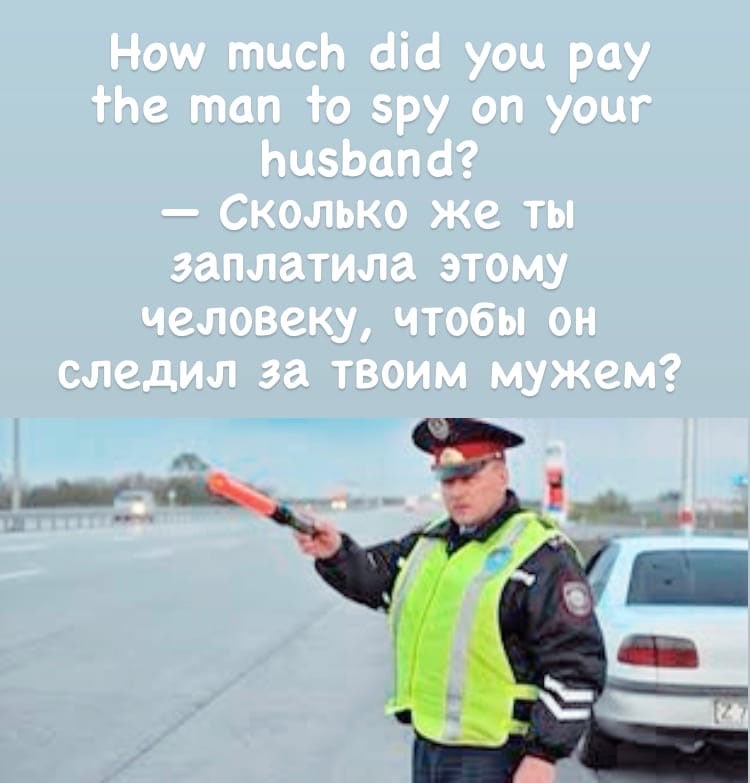 How much did you pay
the man to spy on your
husband?
— Сколько же ты
заплатила этому
человеку, чтобы он
следил за твоим мужем?